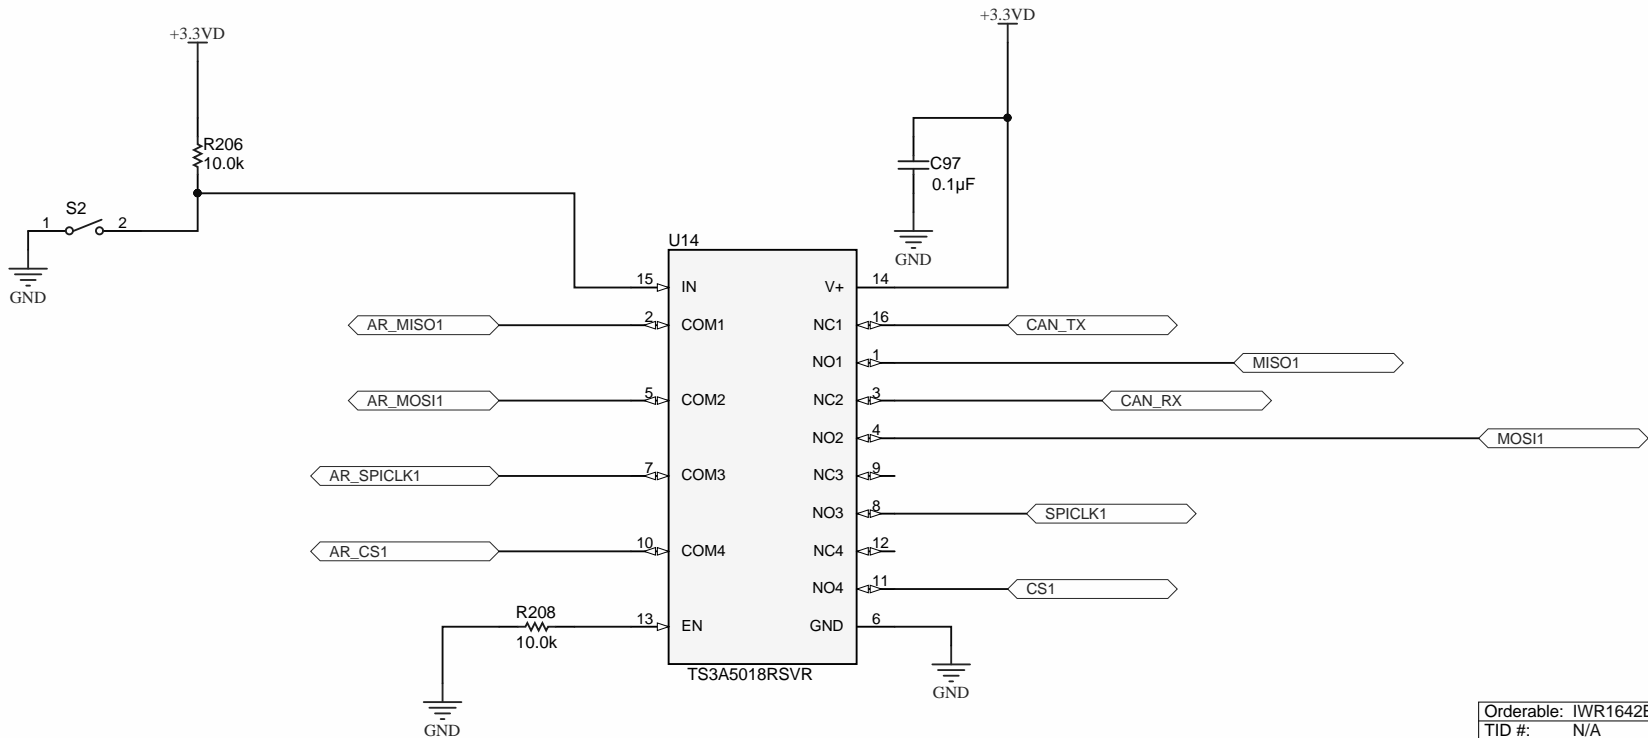 +3.3VD
+3.3VD
R206
10.0k
C97
0.1µF
S2
1
2
GND
GND
U14
15
IN
V+
14
AR_MISO1
2
COM1
NC1
16
CAN_TX
NO1
1
MISO1
AR_MOSI1
5
COM2
NC2
3
CAN_RX
NO2
4
MOSI1
AR_SPICLK1
7
COM3
NC3
9
NO3
8
SPICLK1
AR_CS1
10
COM4
NC4
12
NO4
11
CS1
R208
10.0k
13
EN
GND
6
TS3A5018RSVR
GND
GND
Orderable: IWR1642
TID #: N/A